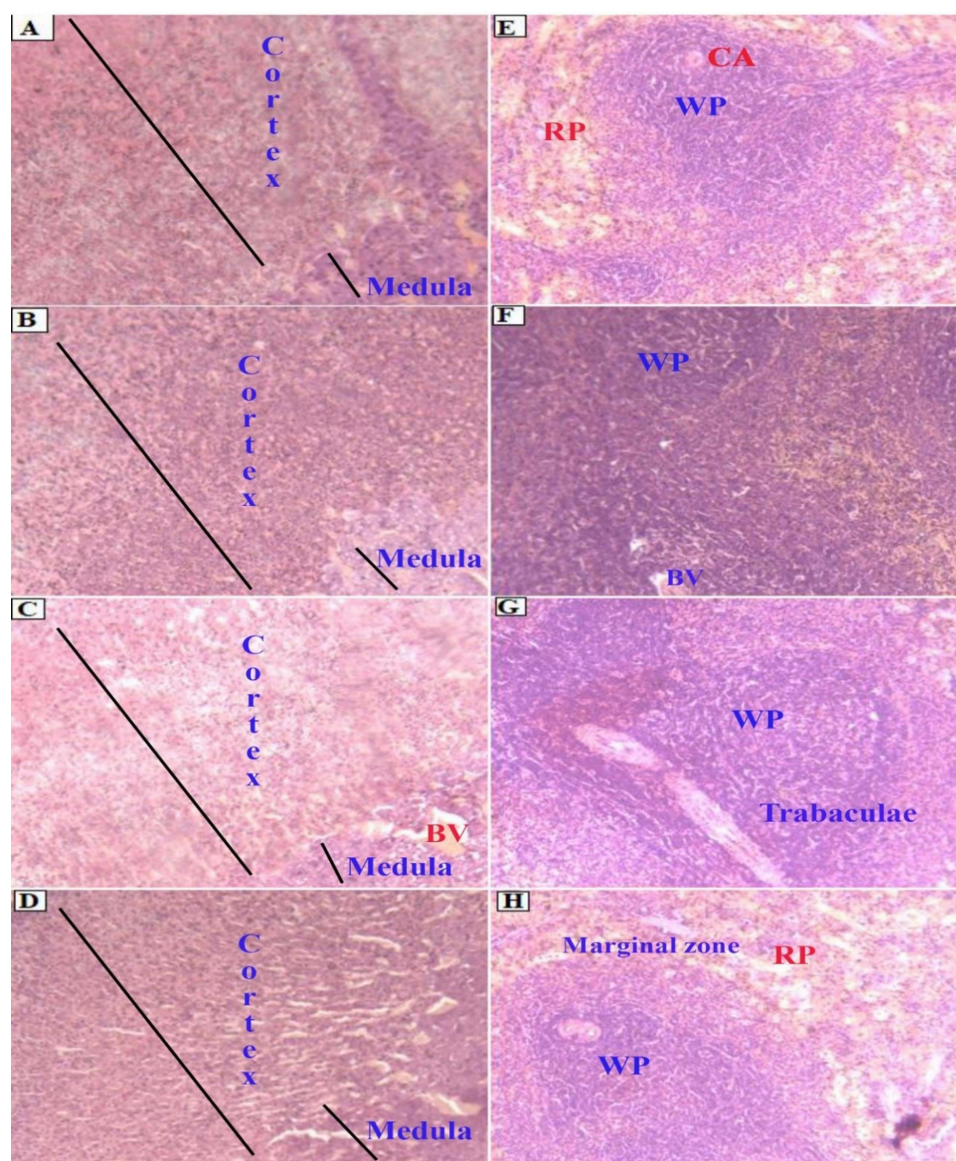 A
Cortex
Medula
B
Cortex
Medula
C
Cortex
BV
Medula
D
Cortex
Medula
E
CA
WP
RP
F
WP
BV
G
WP
Trabaculae
H
Marginal zone
RP
WP